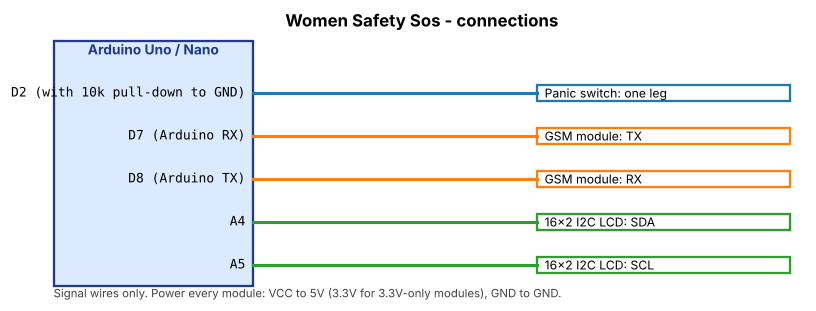 Women Safety Sos - connections
Arduino Uno / Nano
D2 (with 10k pull-down to GND)
Panic switch: one leg
D7 (Arduino RX)
GSM module: TX
D8 (Arduino TX)
GSM module: RX
A4
16×2 I2C LCD: SDA
A5
16×2 I2C LCD: SCL
Signal wires only. Power every module: VCC to 5V (3.3V for 3.3V-only modules), GND to GND.